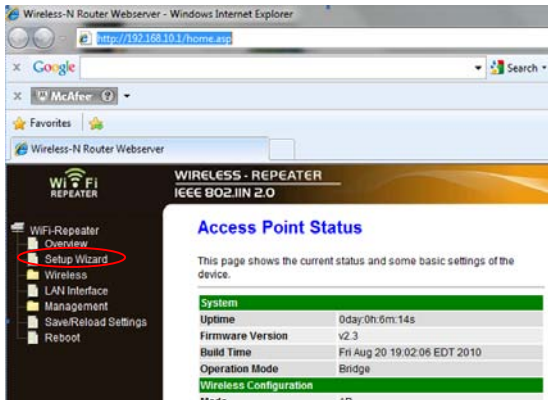 Wireless-N Router Webserver - Windows Internet Explorer
http://192.168.10.1/home.asp
x Google Search
x McAfee ?
Favorites
Wireless-N Router Webserver
Wi Fi
REPEATER
WIRELESS - REPEATER
IEEE 802.11N 2.0
WiFi-Repeater
Overview
Setup Wizard
Wireless
LAN Interface
Management
Save/Reload Settings
Reboot
Access Point Status
This page shows the current status and some basic settings of the
device.
System
Uptime 0day:0h:6m:14s
Firmware Version v2.3
Build Time Fri Aug 20 19:02:06 EDT 2010
Operation Mode Bridge
Wireless Configuration